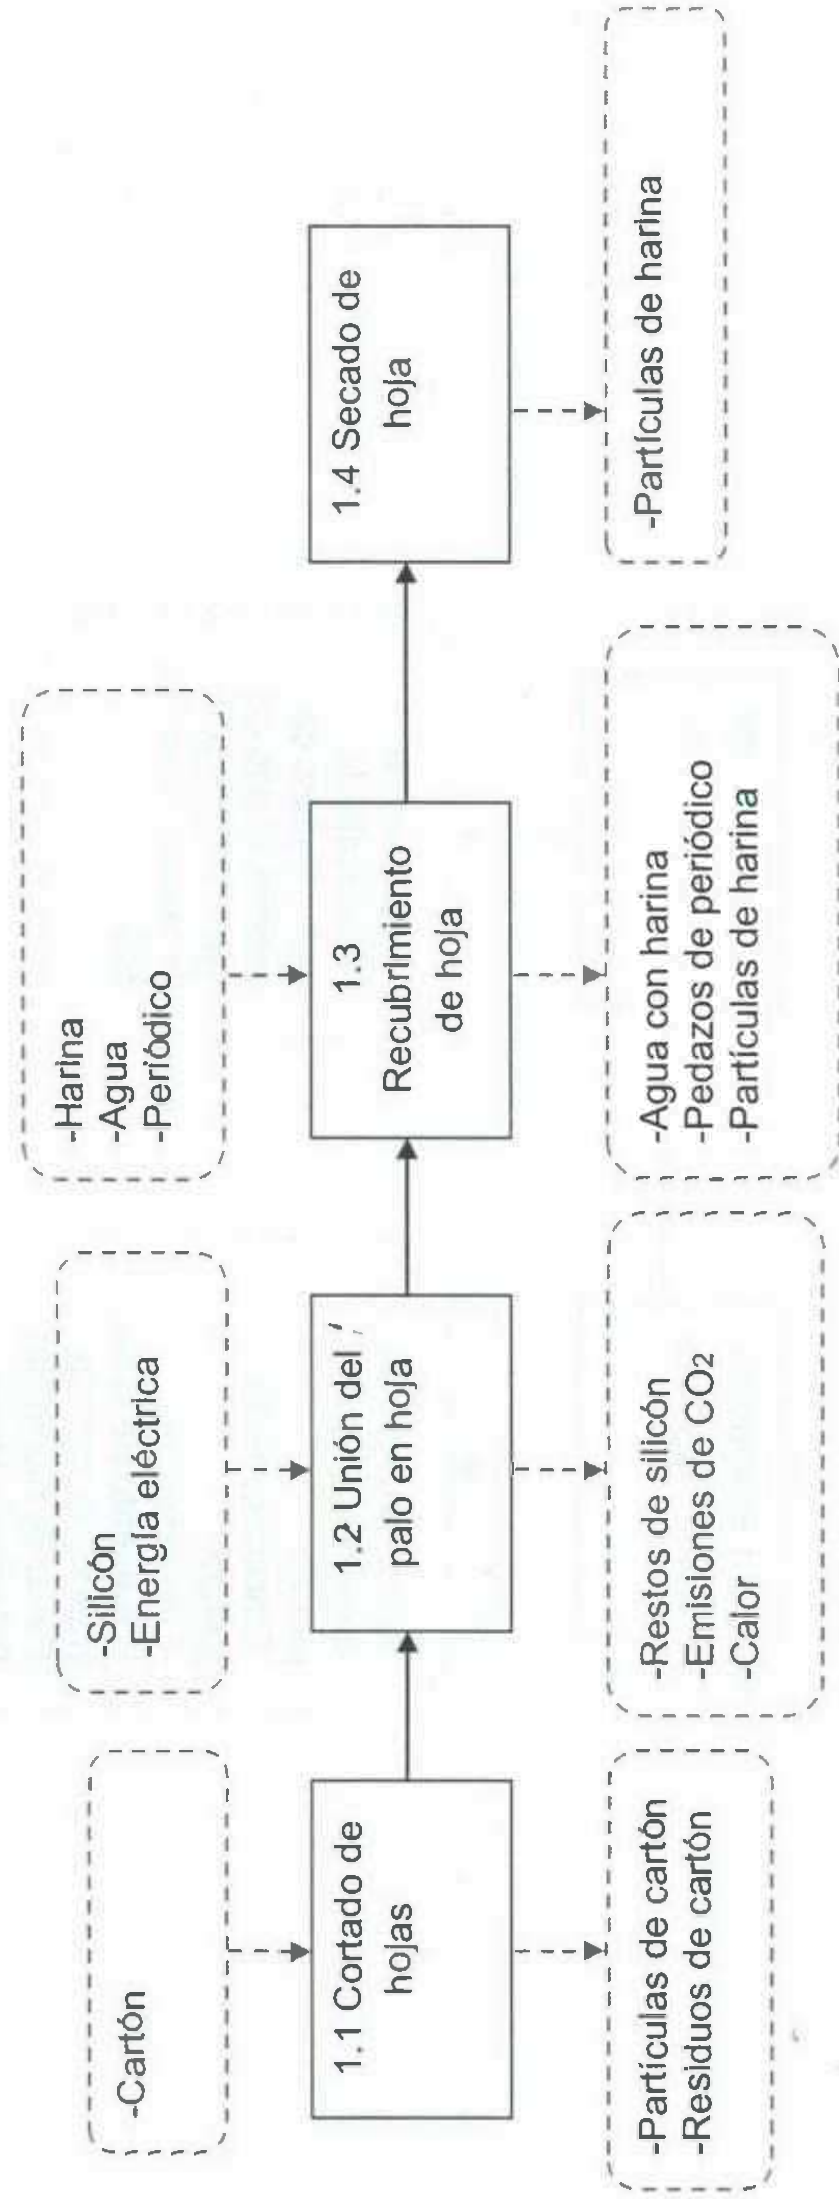 -Cartón
-Silicón
-Energía eléctrica
-Harina
-Agua
-Periódico
1.1 Cortado de
hojas
1.2 Unión del
palo en hoja
1.3
Recubrimiento
de hoja
1.4 Secado de
hoja
-Partículas de cartón
-Residuos de cartón
-Restos de silicón
-Emisiones de CO2
-Calor
-Agua con harina
-Pedazos de periódico
-Partículas de harina
-Partículas de harina